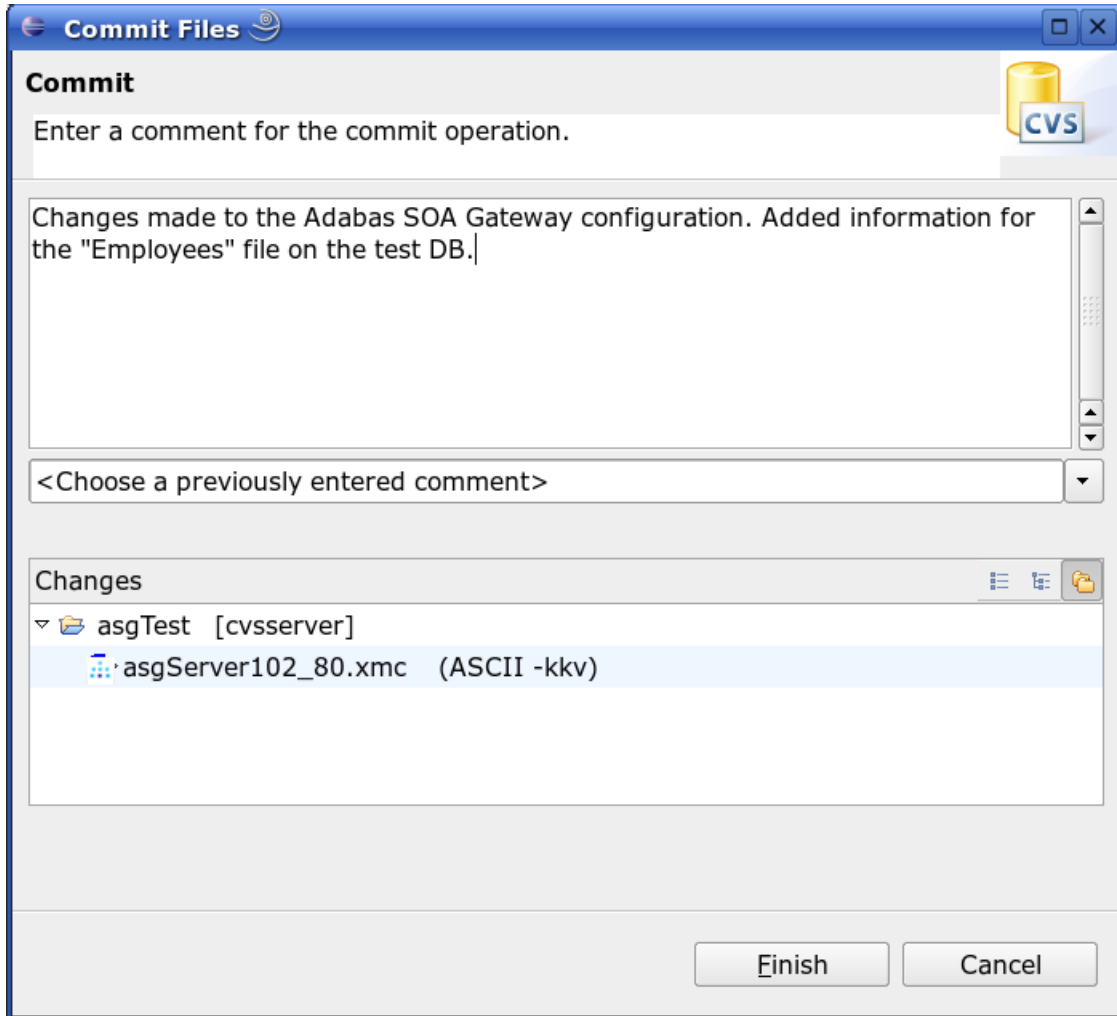 Commit Files
Commit
Enter a comment for the commit operation.
CVS
Changes made to the Adabas SOA Gateway configuration. Added information for
the "Employees" file on the test DB.
<Choose a previously entered comment>
Changes
asgTest [cvsserver]
asgServer102_80.xmc (ASCII -kkv)
Finish Cancel